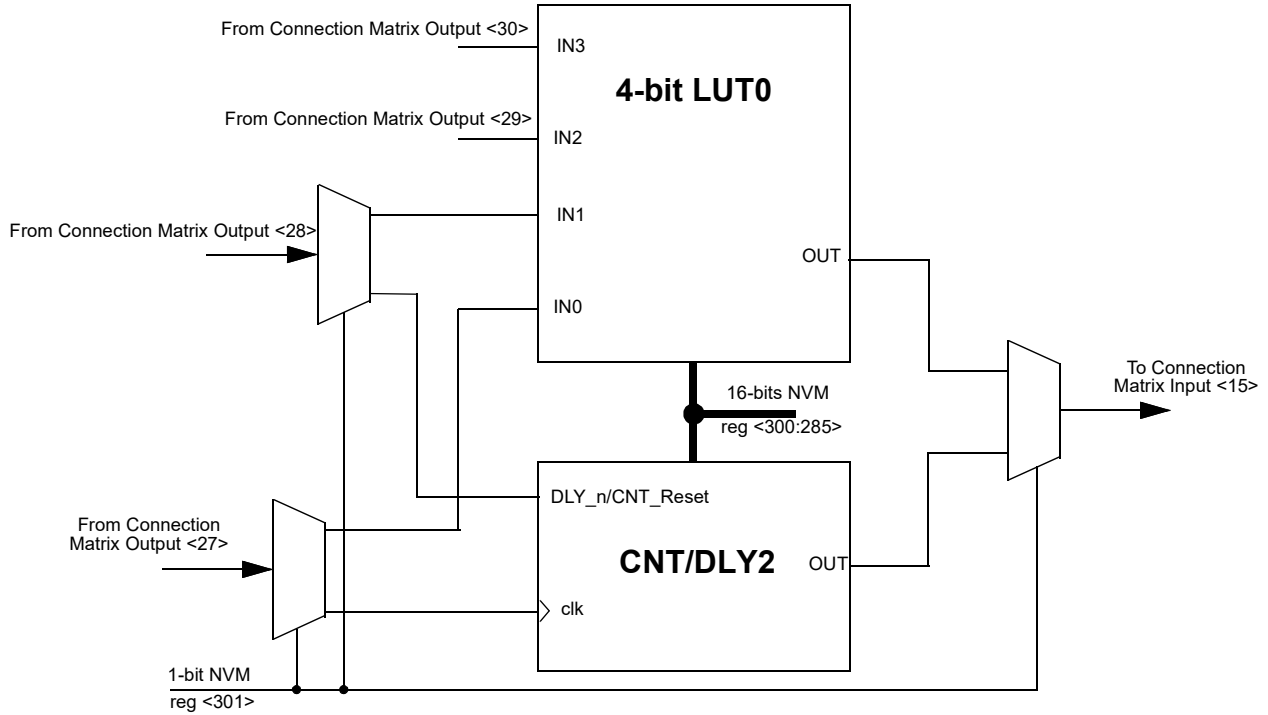 From Connection Matrix Output <30>
IN3
4-bit LUT0
From Connection Matrix Output <29>
IN2
From Connection Matrix Output <28>
IN1
OUT
IN0
To Connection
Matrix Input <15>
16-bits NVM
reg <300:285>
DLY_n/CNT_Reset
From Connection
Matrix Output <27>
CNT/DLY2
OUT
clk
1-bit NVM
reg <301>